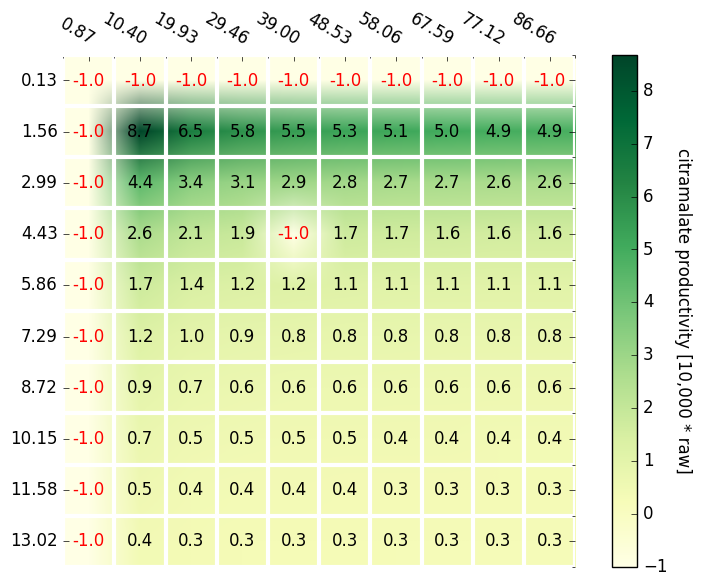 0.87 10.40 19.93 29.46 39.00 48.53 58.06 67.59 77.12 86.66
0.13 -1.0 -1.0 -1.0 -1.0 -1.0 -1.0 -1.0 -1.0 -1.0 -1.0
1.56 -1.0 8.7 6.5 5.8 5.5 5.3 5.1 5.0 4.9 4.9
2.99 -1.0 4.4 3.4 3.1 2.9 2.8 2.7 2.7 2.6 2.6
4.43 -1.0 2.6 2.1 1.9 -1.0 1.7 1.7 1.6 1.6 1.6
5.86 -1.0 1.7 1.4 1.2 1.2 1.1 1.1 1.1 1.1 1.1
7.29 -1.0 1.2 1.0 0.9 0.8 0.8 0.8 0.8 0.8 0.8
8.72 -1.0 0.9 0.7 0.6 0.6 0.6 0.6 0.6 0.6 0.6
10.15 -1.0 0.7 0.5 0.5 0.5 0.5 0.4 0.4 0.4 0.4
11.58 -1.0 0.5 0.4 0.4 0.4 0.4 0.3 0.3 0.3 0.3
13.02 -1.0 0.4 0.3 0.3 0.3 0.3 0.3 0.3 0.3 0.3
8
7
6
5
4
3
2
1
0
−1
citramalate productivity [10,000 * raw]